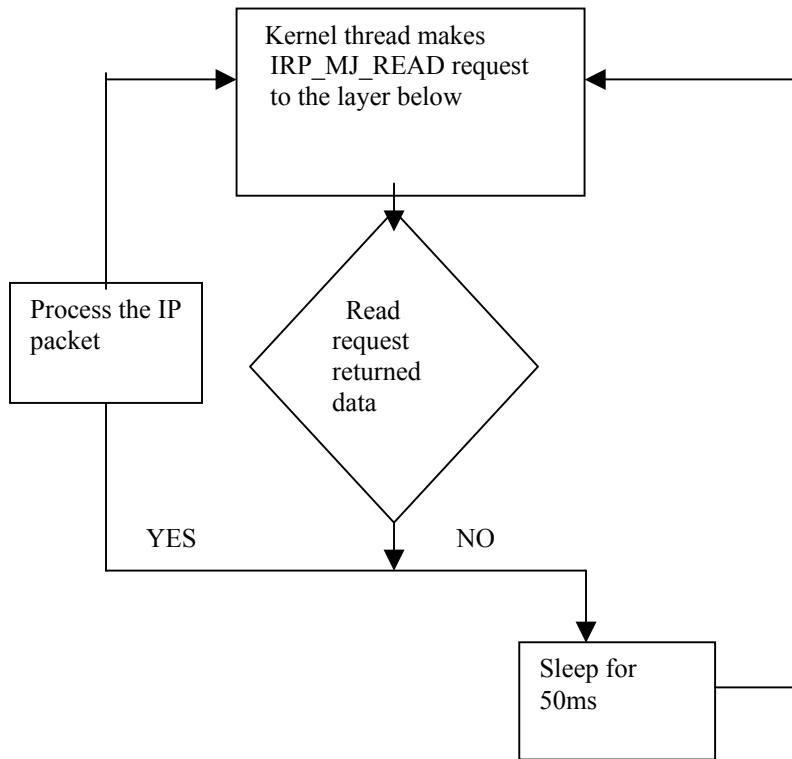 Kernel thread makes
IRP_MJ_READ request
to the layer below
Process the IP
packet
Read
request
returned
data
YES
NO
Sleep for
50ms